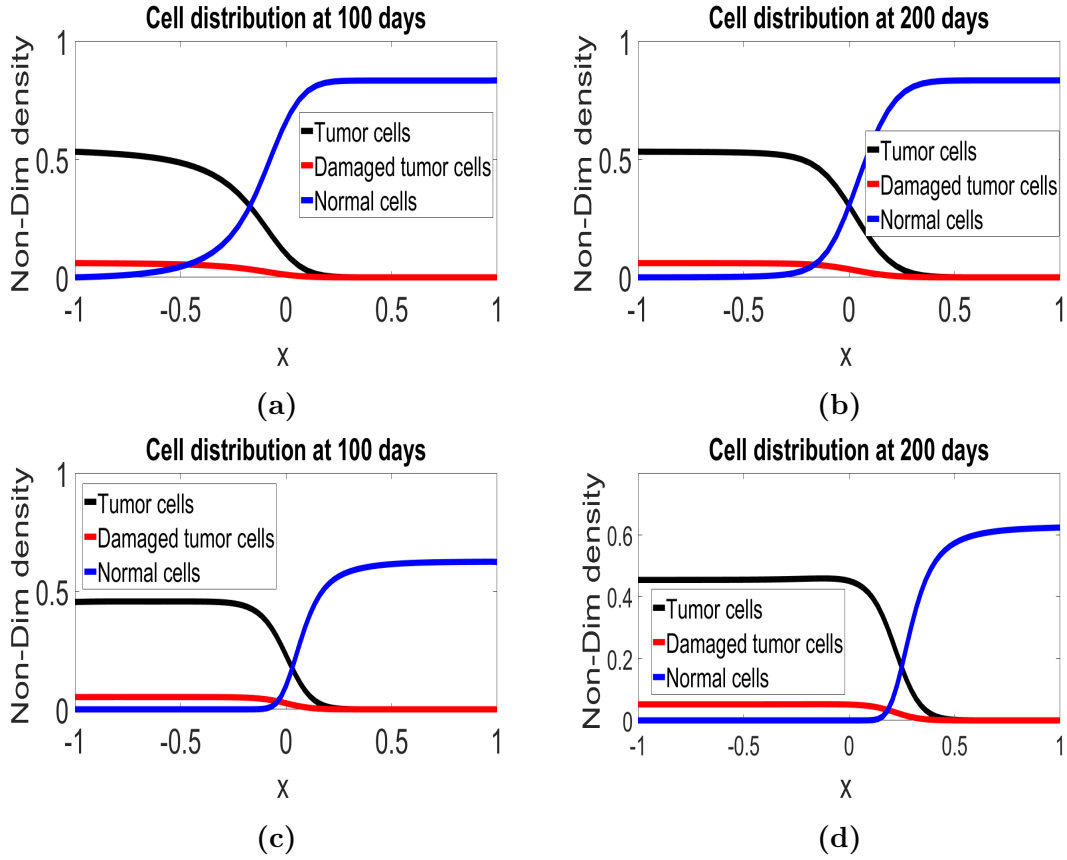 Cell distribution at 100 days
Non-Dim density
1
0.5
0
Tumor cells
Damaged tumor cells
Normal cells
-1 -0.5 0 0.5 1
x
(a)
Cell distribution at 200 days
Non-Dim density
1
0.5
0
Tumor cells
Damaged tumor cells
Normal cells
-1 -0.5 0 0.5 1
x
(b)
Cell distribution at 100 days
Non-Dim density
1
0.5
0
Tumor cells
Damaged tumor cells
Normal cells
-1 -0.5 0 0.5 1
x
(c)
Cell distribution at 200 days
Non-Dim density
0.6
0.4
0.2
0
Tumor cells
Damaged tumor cells
Normal cells
-1 -0.5 0 0.5 1
x
(d)